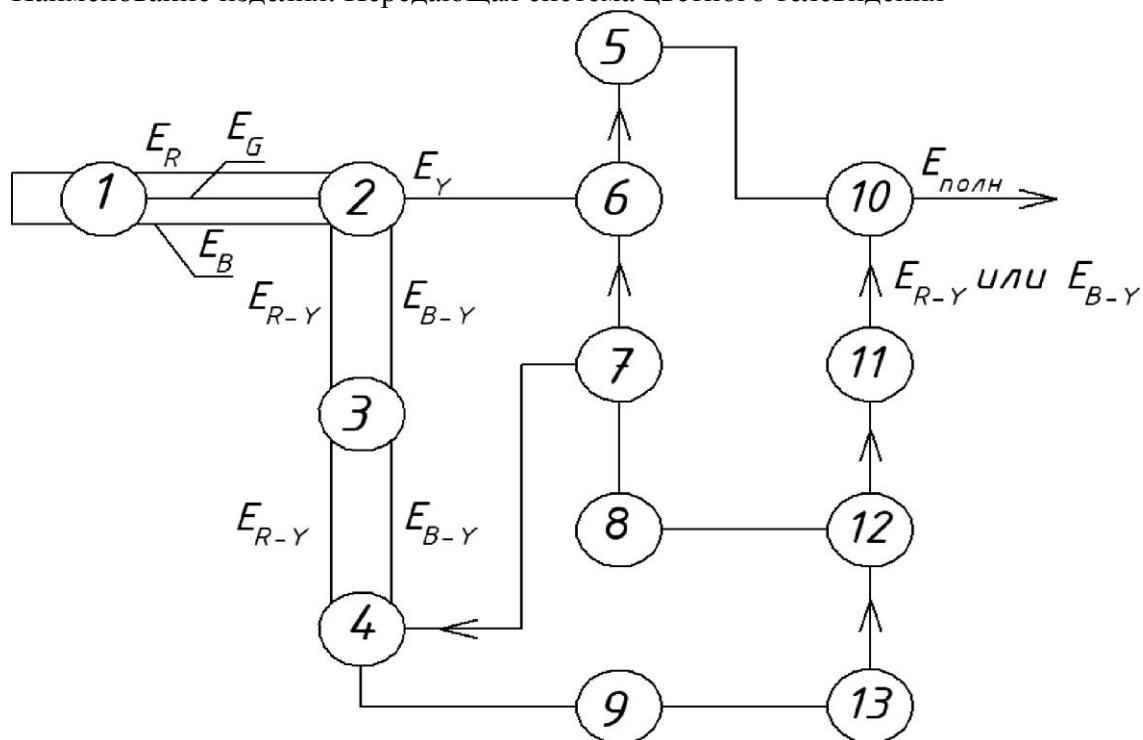 Наименование изделия: Передающая система цветного телевидения
5
E_R E_G
1 2 E_Y 6 10 E_полн
E_B
E_R-Y E_B-Y E_R-Y или E_B-Y
7 11
3
E_R-Y E_B-Y 8 12
4
9 13